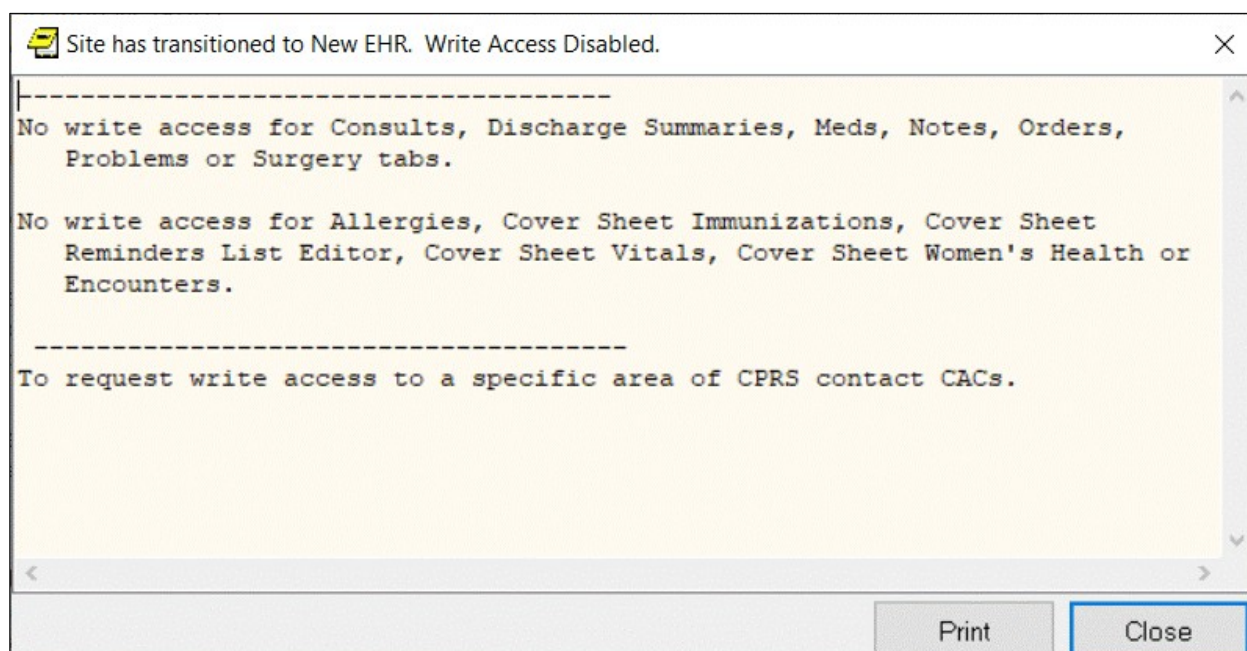 Site has transitioned to New EHR.  Write Access Disabled.
---------------------------------------
No write access for Consults, Discharge Summaries, Meds, Notes, Orders,
Problems or Surgery tabs.
No write access for Allergies, Cover Sheet Immunizations, Cover Sheet
Reminders List Editor, Cover Sheet Vitals, Cover Sheet Women's Health or
Encounters.
---------------------------------------
To request write access to a specific area of CPRS contact CACs.
Print Close